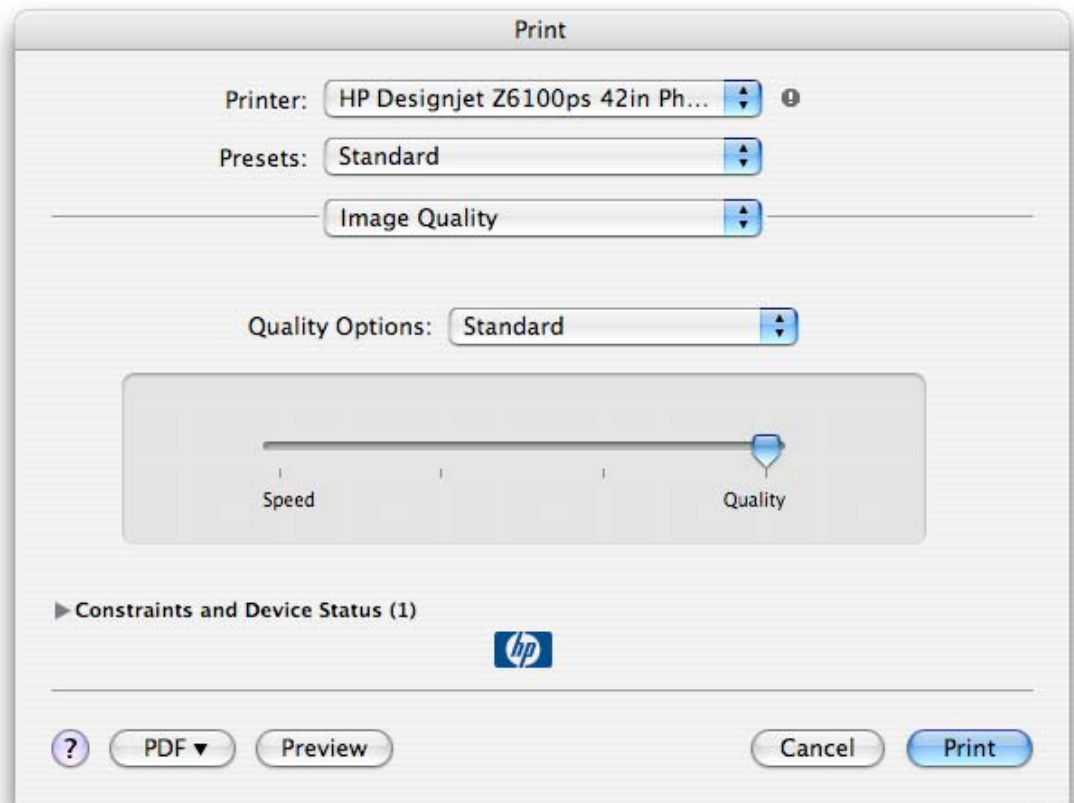 Print
Printer: HP Designjet Z6100ps 42in Ph...
Presets: Standard
Image Quality
Quality Options: Standard
Speed Quality
Constraints and Device Status (1)
hp
? PDF Preview Cancel Print